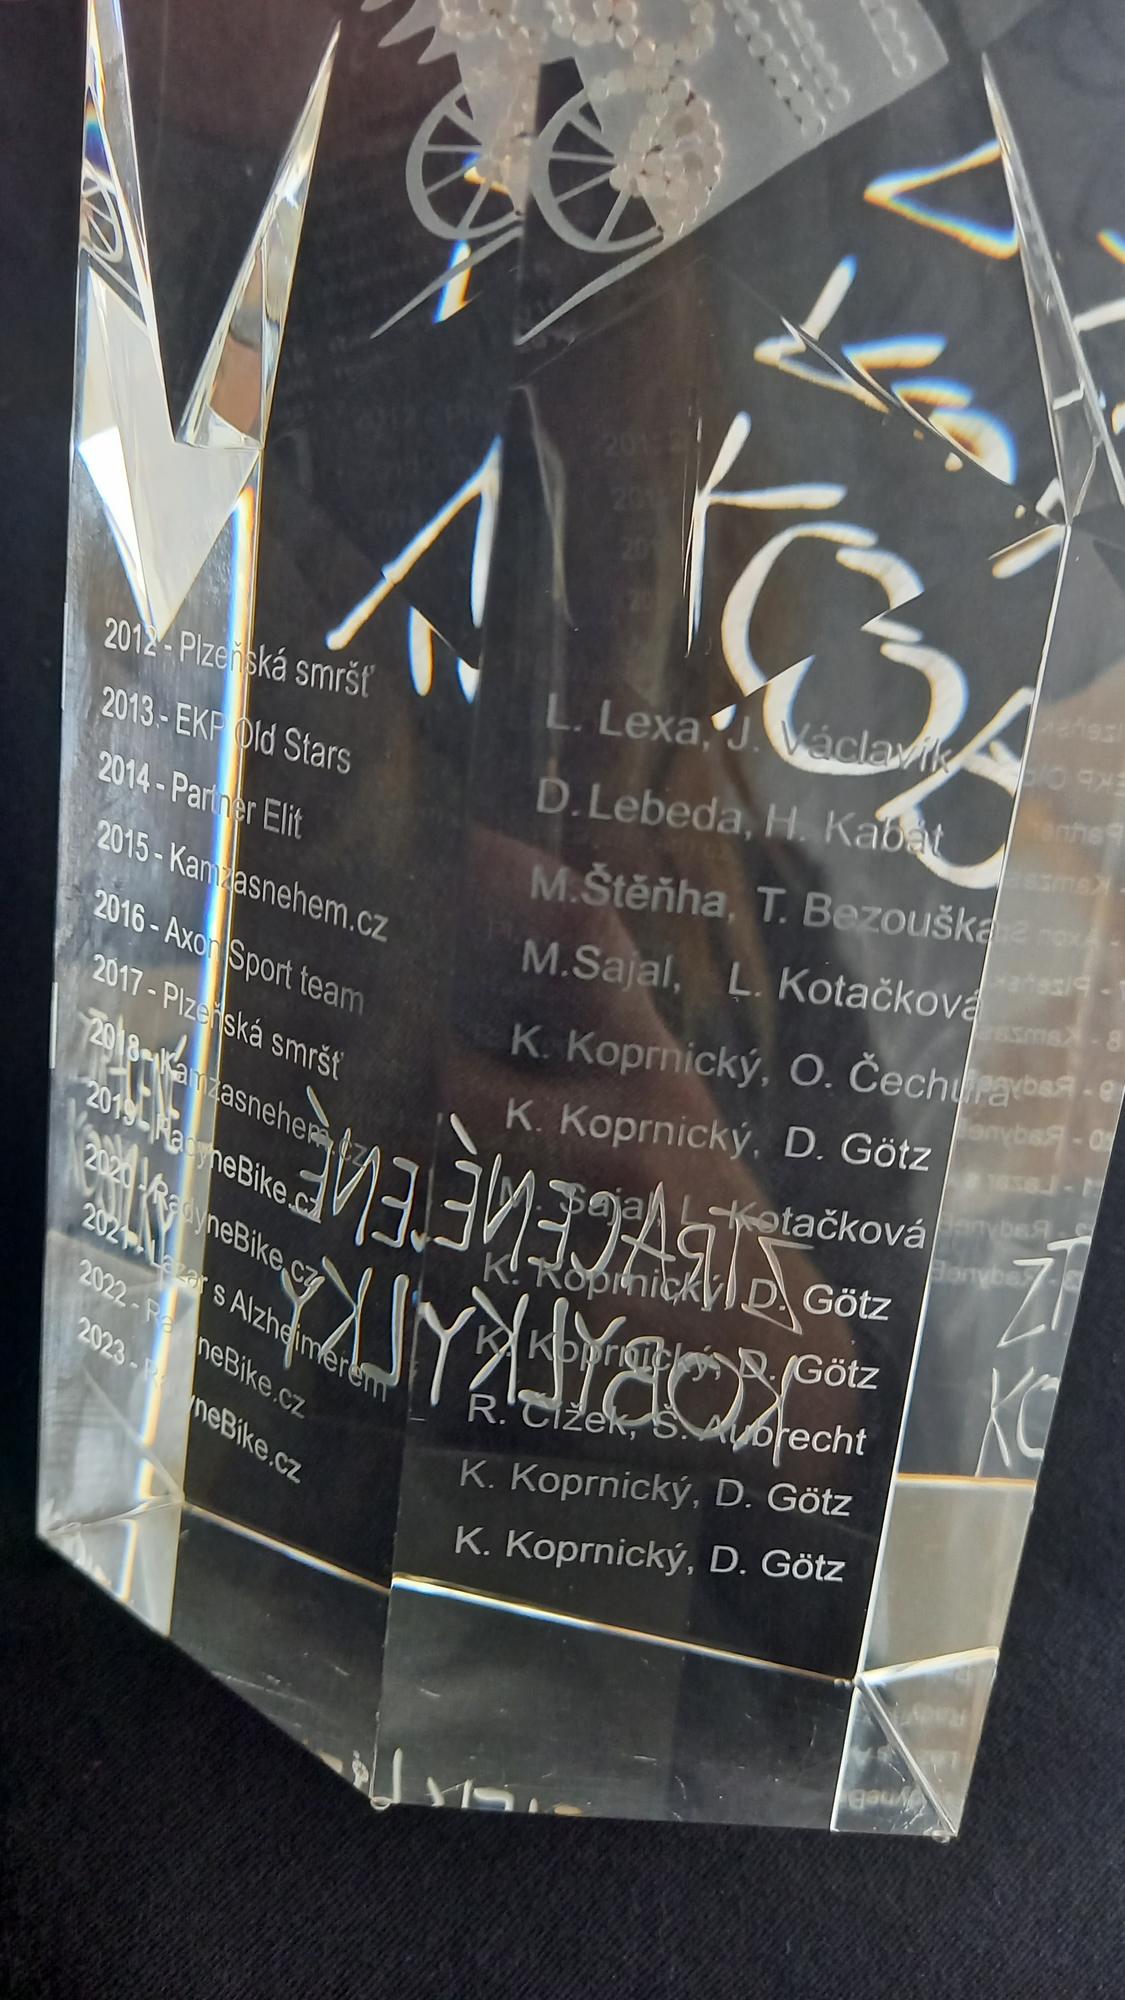 2012 - Plzeňská smršť
2013 - EKP Old Stars
2014 - Partner Elit
2015 - Kamzasnehem.cz
2016 - Axon Sport team
2017 - Plzeňská smršť
2018 - Kamzasnehem.cz
2019 - RadyneBike.cz
2020 - RadyneBike.cz
2021 - Lazar s Alzheimerem
2022 - RadyneBike.cz
2023 - RadyneBike.cz
L. Lexa, J. Václavík
D. Lebeda, H. Kabát
M. Štěňha, T. Bezouška
M. Sajal, L. Kotačková
K. Koprnický, O. Čechura
K. Koprnický, D. Götz
M. Sajal, L. Kotačková
K. Koprnický, D. Götz
K. Koprnický, D. Götz
R. Čížek, Š. Aubrecht
K. Koprnický, D. Götz
K. Koprnický, D. Götz
ZTRACENÉ
KOBYLKY